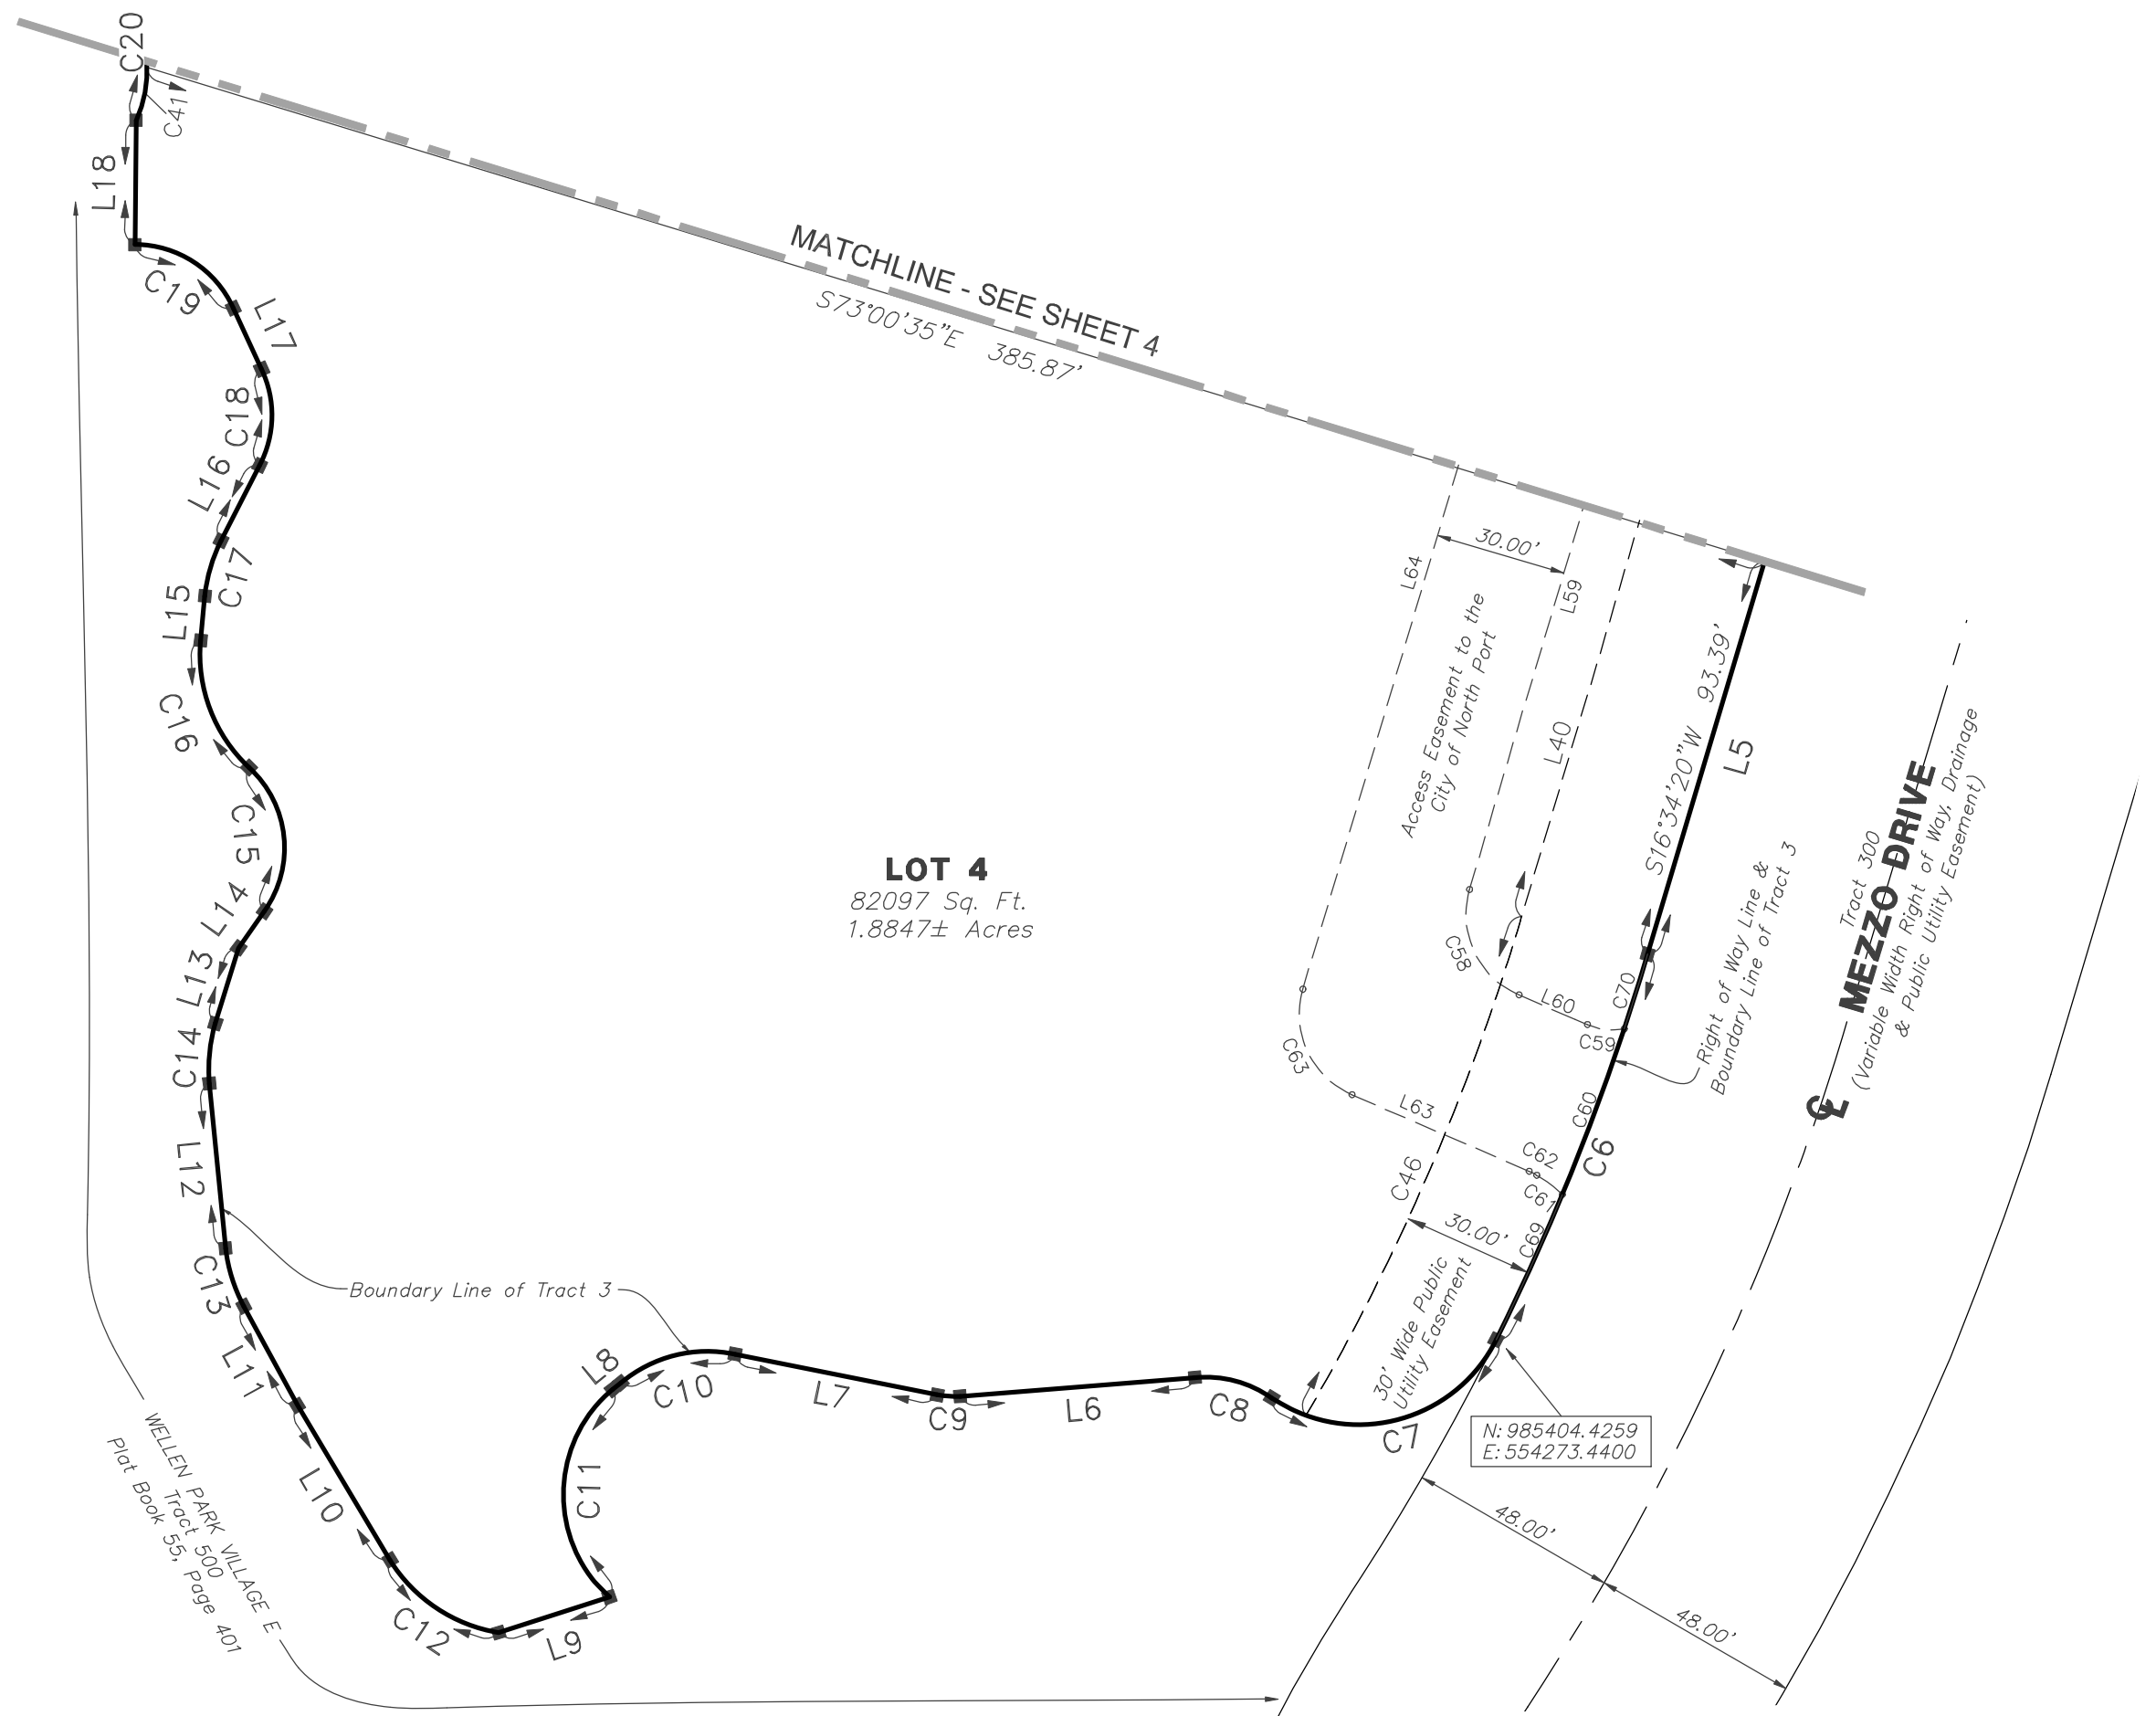 C20
C41
L18
MATCHLINE - SEE SHEET 4
S73°00'35"E 385.87'
C19
L17
C18
L16
C17
L15
C16
C15
L14
L13
C14
L12
C13
L11
L10
C12
L9
C11
L8
C10
L7
C9
L6
C8
C7
Boundary Line of Tract 3
LOT 4
82097 Sq. Ft.
1.8847± Acres
30.00'
L64
L59
Access Easement to the
City of North Port
L40
S16°34'20"W 93.39'
L5
C58
L60
C59
C70
C63
L63
C62
C61
C60
C6
C46
30.00'
C69
30' Wide Public
Utility Easement
Right of Way Line &
Boundary Line of Tract 3
Tract 300
MEZZO DRIVE
(Variable Width Right of Way, Drainage
& Public Utility Easement)
℄
N: 985404.4259
E: 554273.4400
48.00'
48.00'
WELLEN PARK VILLAGE E
Tract 500
Plat Book 55, Page 401